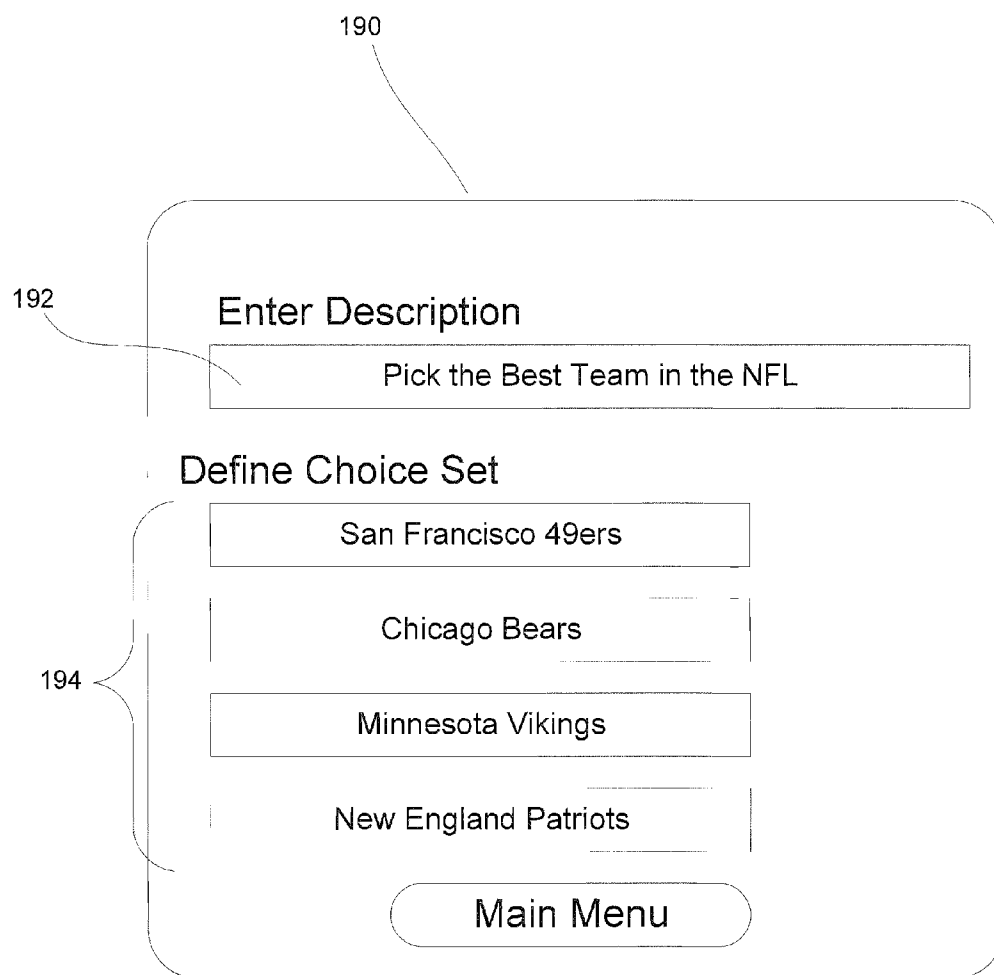 190
192
Enter Description
Pick the Best Team in the NFL
Define Choice Set
San Francisco 49ers
Chicago Bears
194
Minnesota Vikings
New England Patriots
Main Menu